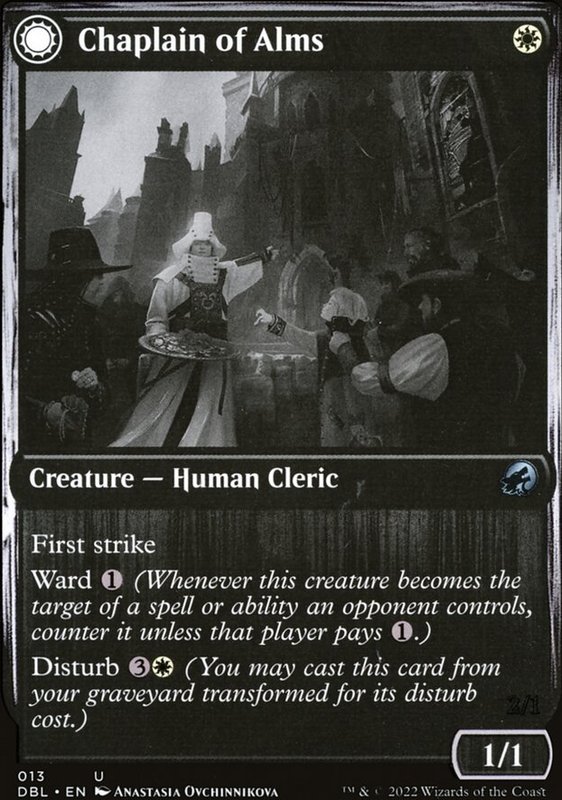 Chaplain of Alms
Creature — Human Cleric
First strike
Ward 1 (Whenever this creature becomes the
target of a spell or ability an opponent controls,
counter it unless that player pays 1.)
Disturb 3 (You may cast this card from
your graveyard transformed for its disturb
cost.)
2/1
1/1
013 U
DBL • EN Anastasia Ovchinnikova ™ & © 2022 Wizards of the Coast